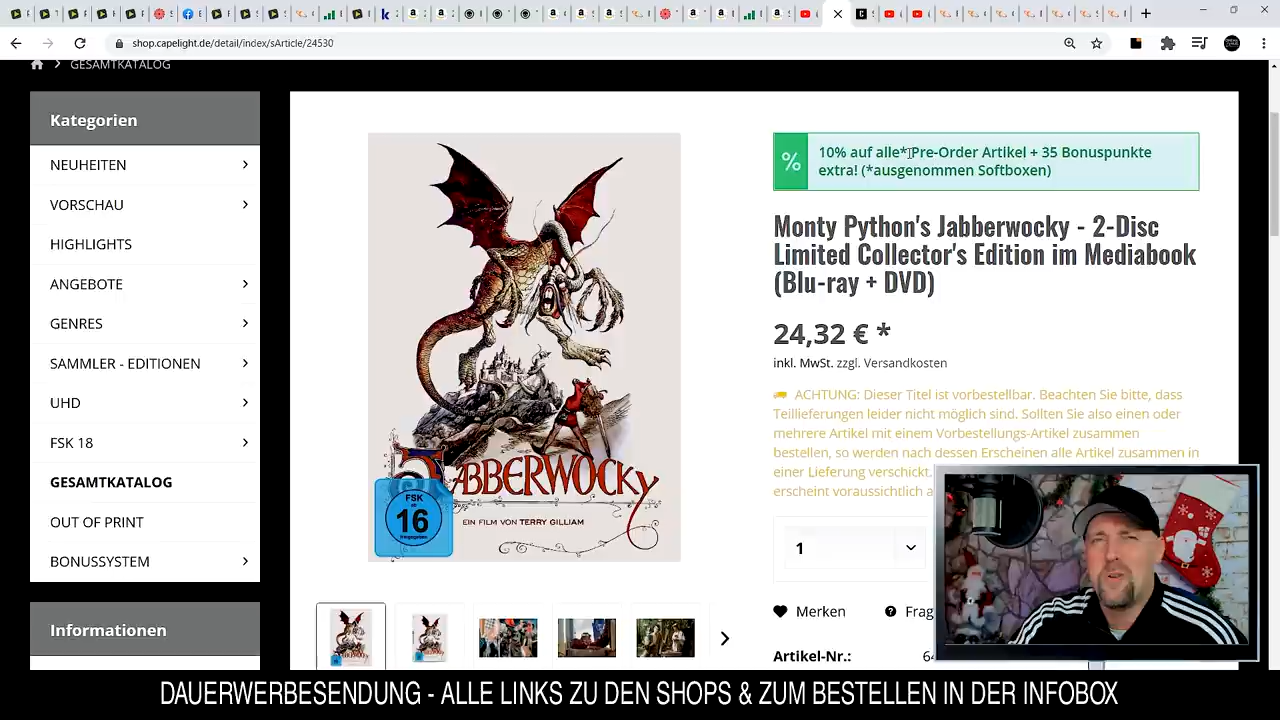 shop.capelight.de/detail/index/sArticle/24530
GESAMTKATALOG
Kategorien
NEUHEITEN
VORSCHAU
HIGHLIGHTS
ANGEBOTE
GENRES
SAMMLER - EDITIONEN
UHD
FSK 18
GESAMTKATALOG
OUT OF PRINT
BONUSSYSTEM
Informationen
JABBERWOCKY
EIN FILM VON TERRY GILLIAM
FSK
ab
16
freigegeben
%
10% auf alle* Pre-Order Artikel + 35 Bonuspunkte
extra! (*ausgenommen Softboxen)
Monty Python's Jabberwocky - 2-Disc
Limited Collector's Edition im Mediabook
(Blu-ray + DVD)
24,32 € *
inkl. MwSt. zzgl. Versandkosten
ACHTUNG: Dieser Titel ist vorbestellbar. Beachten Sie bitte, dass
Teillieferungen leider nicht möglich sind. Sollten Sie also einen oder
mehrere Artikel mit einem Vorbestellungs-Artikel zusammen
bestellen, so werden nach dessen Erscheinen alle Artikel zusammen in
einer Lieferung verschickt.
erscheint voraussichtlich a
1
Merken
Frag
Artikel-Nr.:
64
DAUERWERBESENDUNG - ALLE LINKS ZU DEN SHOPS & ZUM BESTELLEN IN DER INFOBOX